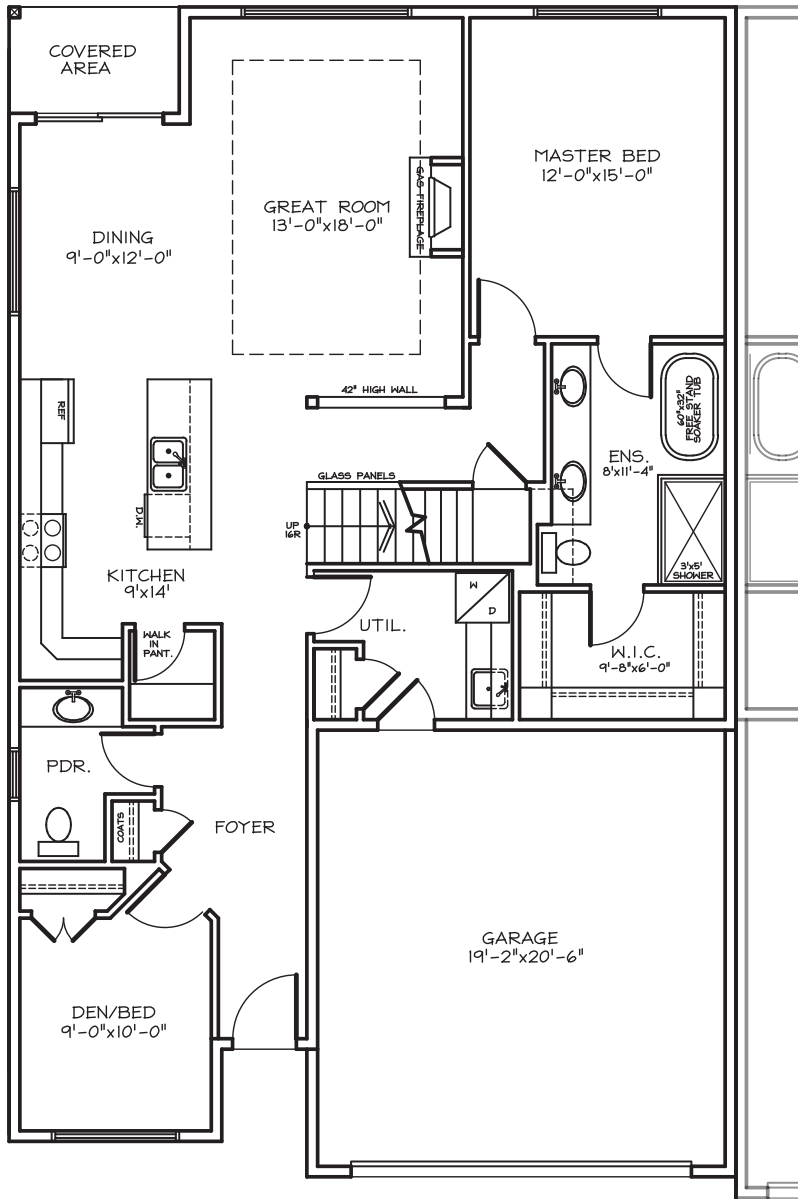 COVERED
AREA
MASTER BED
12'-0"x15'-0"
GREAT ROOM
13'-0"x18'-0"
GAS FIREPLACE
DINING
9'-0"x12'-0"
REF
42" HIGH WALL
60"x32"
FREE STAND
SOAKER TUB
ENS.
8'x11'-4"
GLASS PANELS
UP
16R
D.W.
3'x5'
SHOWER
KITCHEN
9'x14'
W
D
UTIL.
WALK
IN
PANT.
W.I.C.
9'-8"x6'-0"
PDR.
COATS
FOYER
GARAGE
19'-2"x20'-6"
DEN/BED
9'-0"x10'-0"